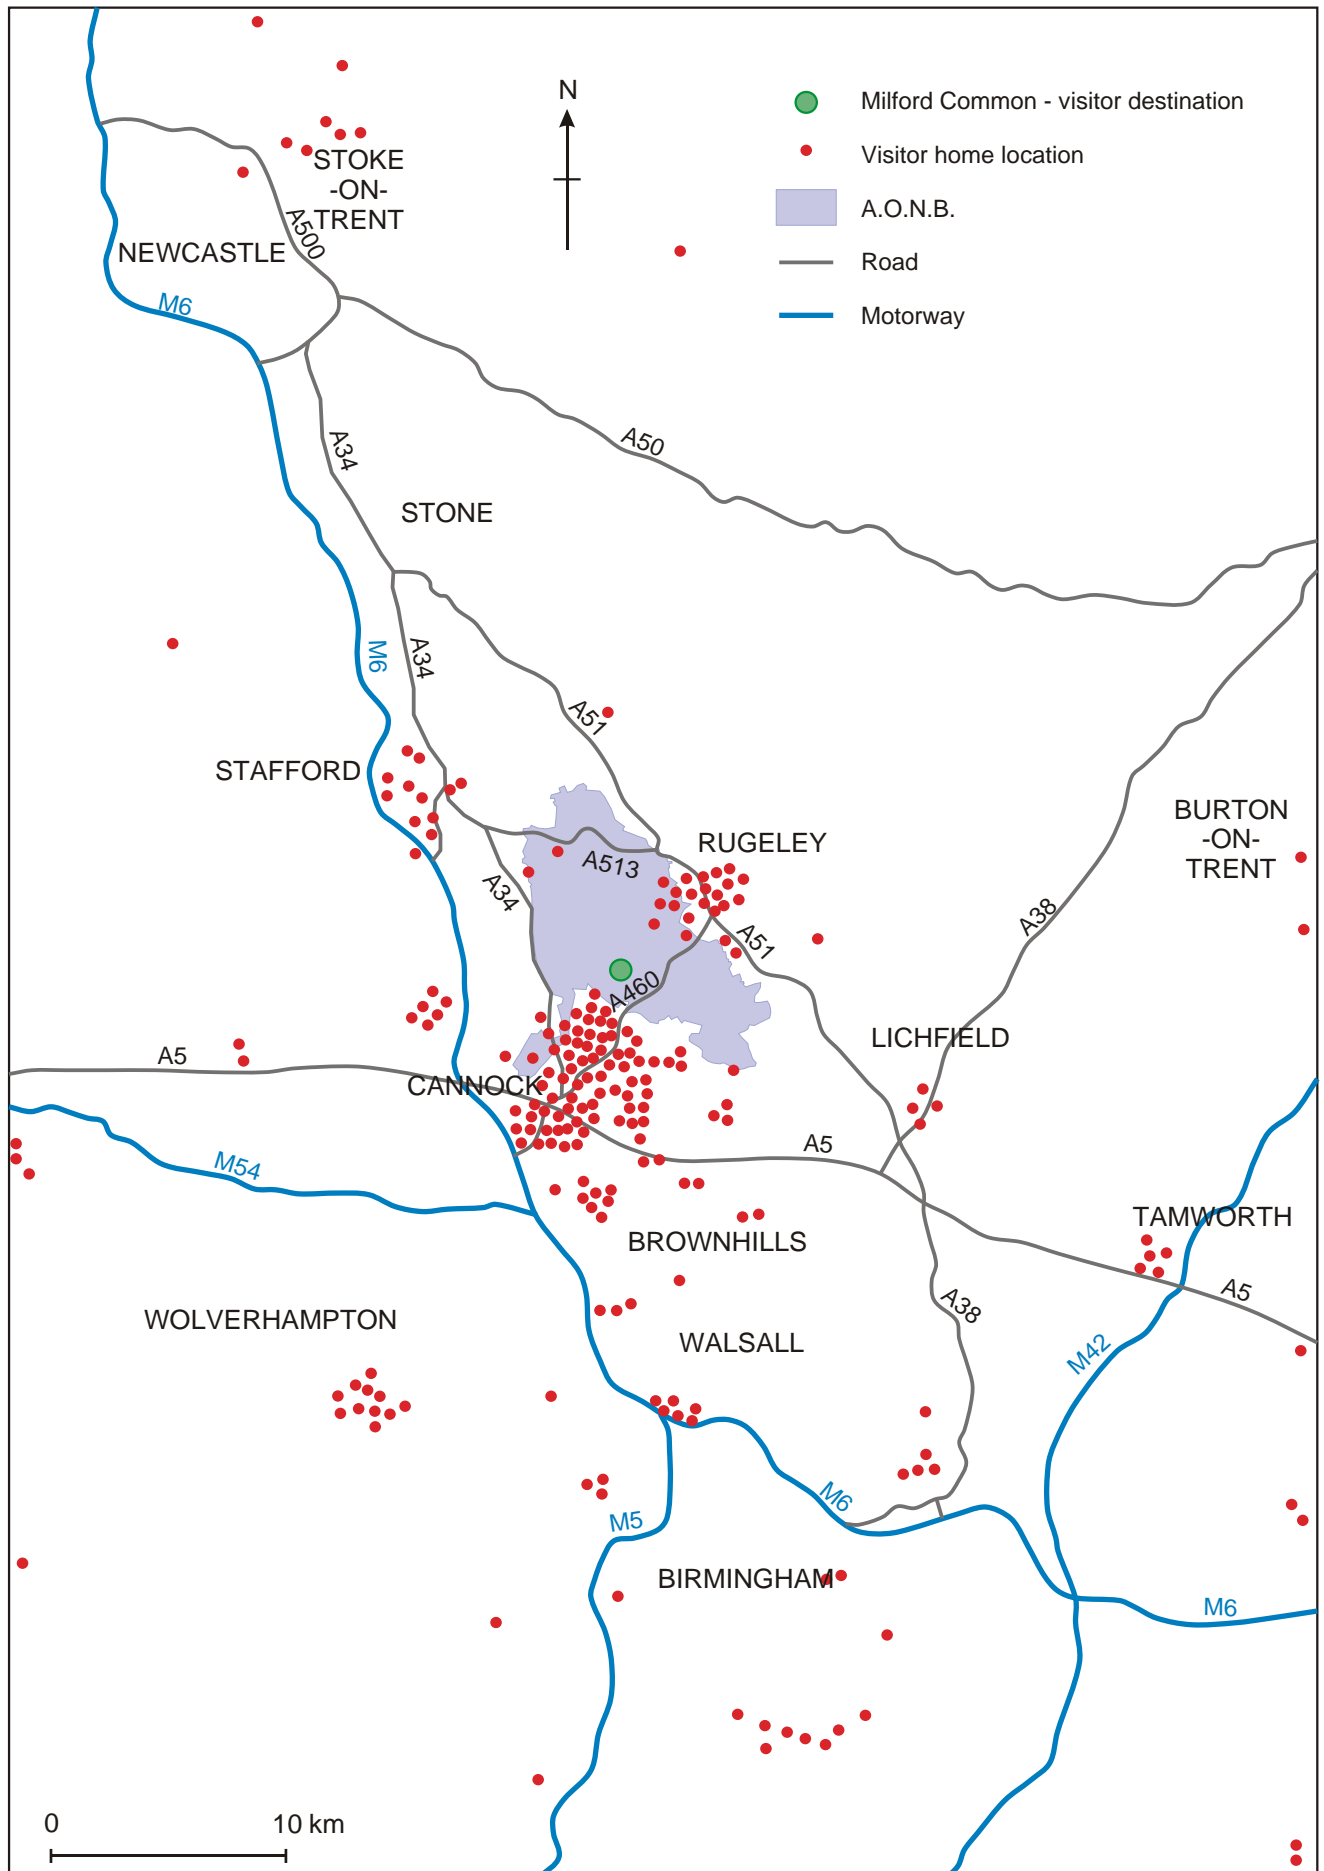 N
Milford Common - visitor destination
Visitor home location
A.O.N.B.
Road
Motorway
STOKE
-ON-
TRENT
A500
NEWCASTLE
M6
A50
A34
STONE
M6
A34
A51
STAFFORD
BURTON
-ON-
TRENT
RUGELEY
A513
A34
A38
A51
A460
LICHFIELD
A5
CANNOCK
A5
M54
TAMWORTH
BROWNHILLS
A5
A38
WOLVERHAMPTON
WALSALL
M42
M6
M5
BIRMINGHAM
M6
0
10 km